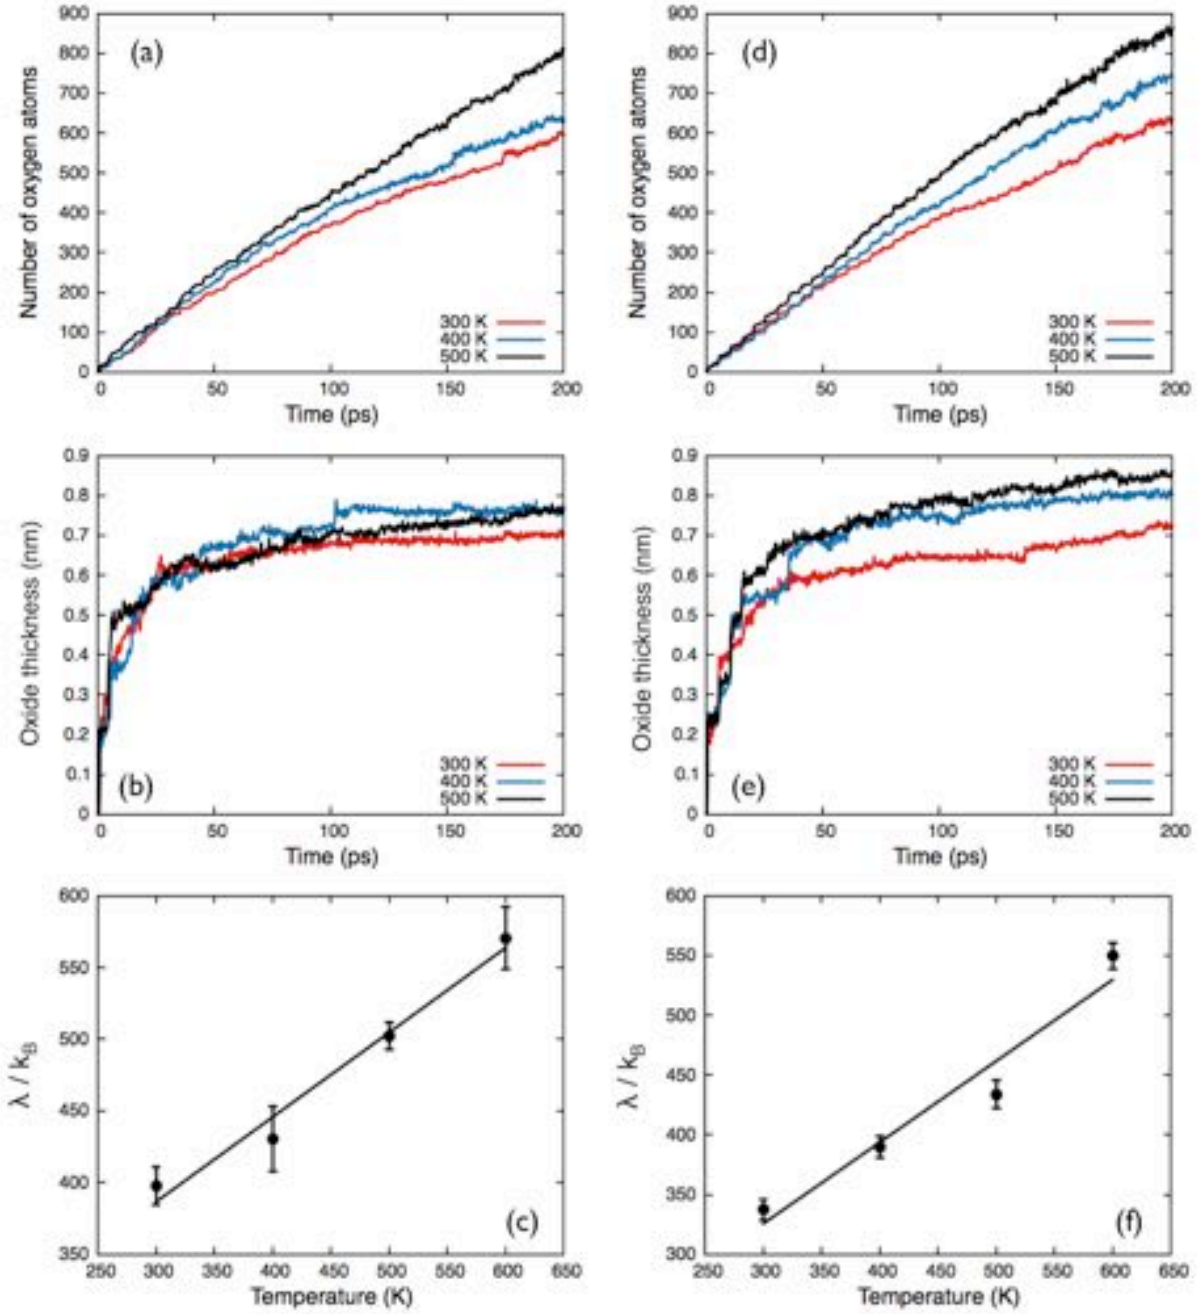 (a)
Number of oxygen atoms
900
800
700
600
500
400
300
200
100
0
300 K
400 K
500 K
0 50 100 150 200
Time (ps)
(d)
Number of oxygen atoms
900
800
700
600
500
400
300
200
100
0
300 K
400 K
500 K
0 50 100 150 200
Time (ps)
(b)
Oxide thickness (nm)
0.9
0.8
0.7
0.6
0.5
0.4
0.3
0.2
0.1
0
300 K
400 K
500 K
0 50 100 150 200
Time (ps)
(e)
Oxide thickness (nm)
0.9
0.8
0.7
0.6
0.5
0.4
0.3
0.2
0.1
0
300 K
400 K
500 K
0 50 100 150 200
Time (ps)
(c)
λ / kB
600
550
500
450
400
350
250 300 350 400 450 500 550 600 650
Temperature (K)
(f)
λ / kB
600
550
500
450
400
350
300
250 300 350 400 450 500 550 600 650
Temperature (K)